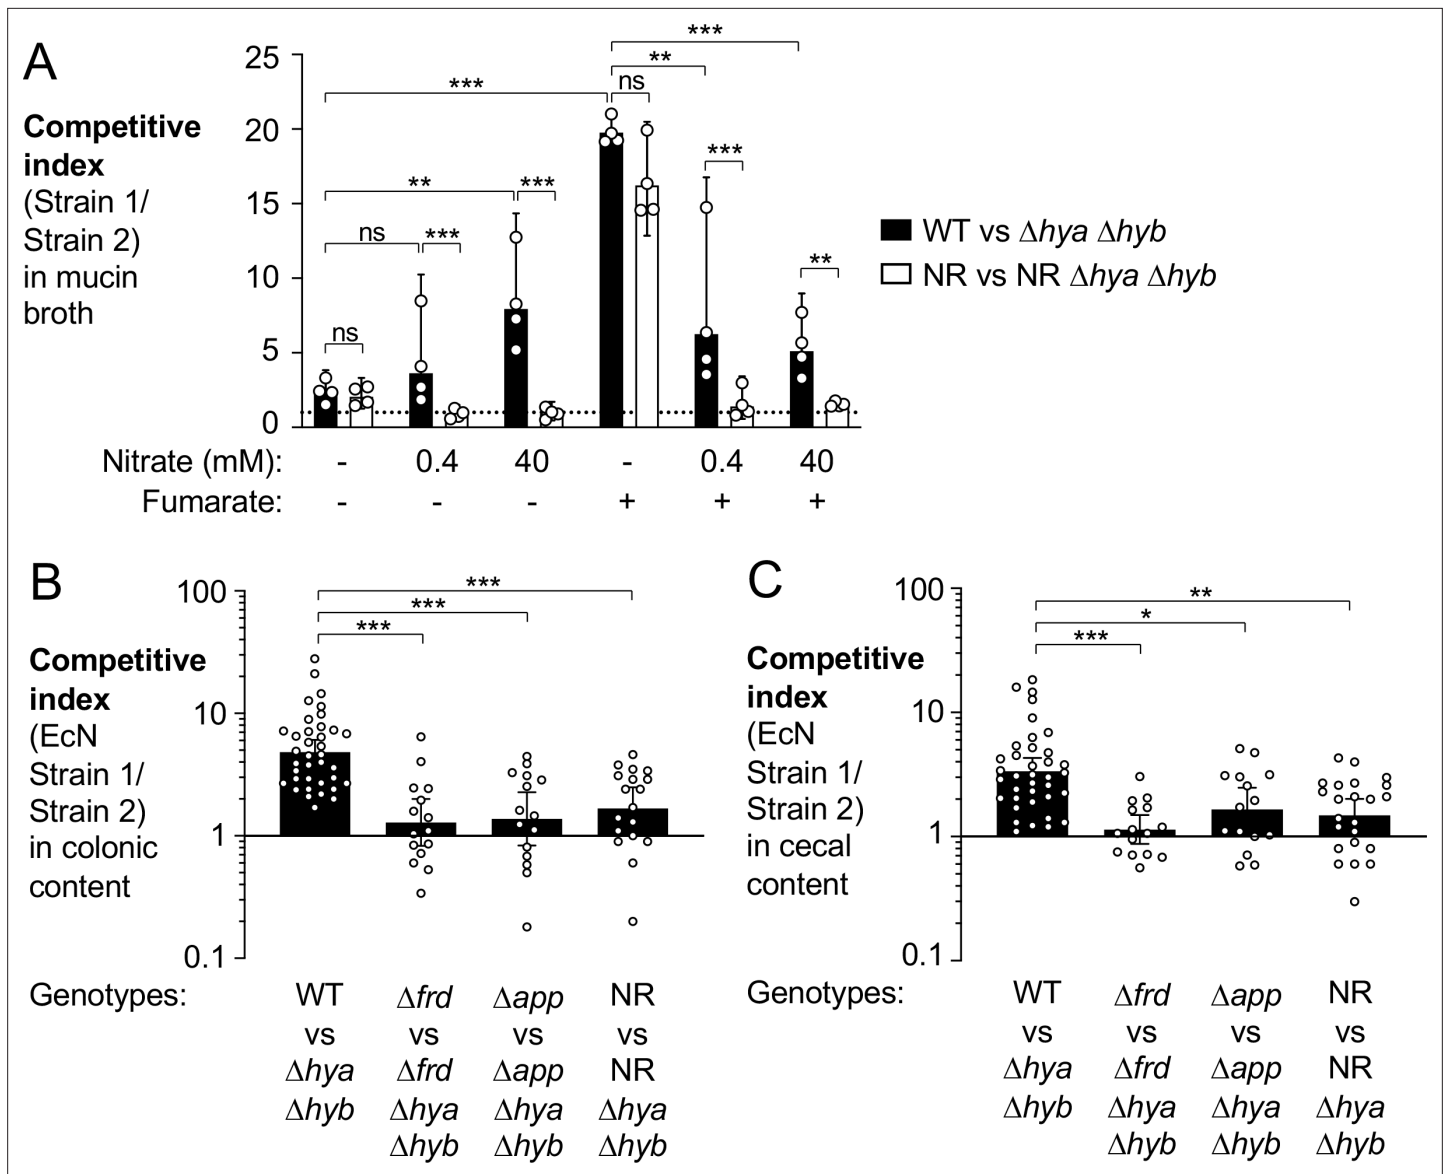 A
Competitive
index
(Strain 1/
Strain 2)
in mucin
broth
25
20
15
10
5
0
***
**
ns
***
ns
***
***
**
***
ns
***
**
WT vs Δhya Δhyb
NR vs NR Δhya Δhyb
Nitrate (mM): - 0.4 40 - 0.4 40
Fumarate: - - - + + +
B
Competitive
index
(EcN
Strain 1/
Strain 2)
in colonic
content
100
10
1
0.1
***
***
***
Genotypes: WT Δfrd Δapp NR
vs vs vs vs
Δhya Δfrd Δapp NR
Δhyb Δhya Δhya Δhya
Δhyb Δhyb Δhyb
C
Competitive
index
(EcN
Strain 1/
Strain 2)
in cecal
content
100
10
1
0.1
**
*
***
Genotypes: WT Δfrd Δapp NR
vs vs vs vs
Δhya Δfrd Δapp NR
Δhyb Δhya Δhya Δhya
Δhyb Δhyb Δhyb